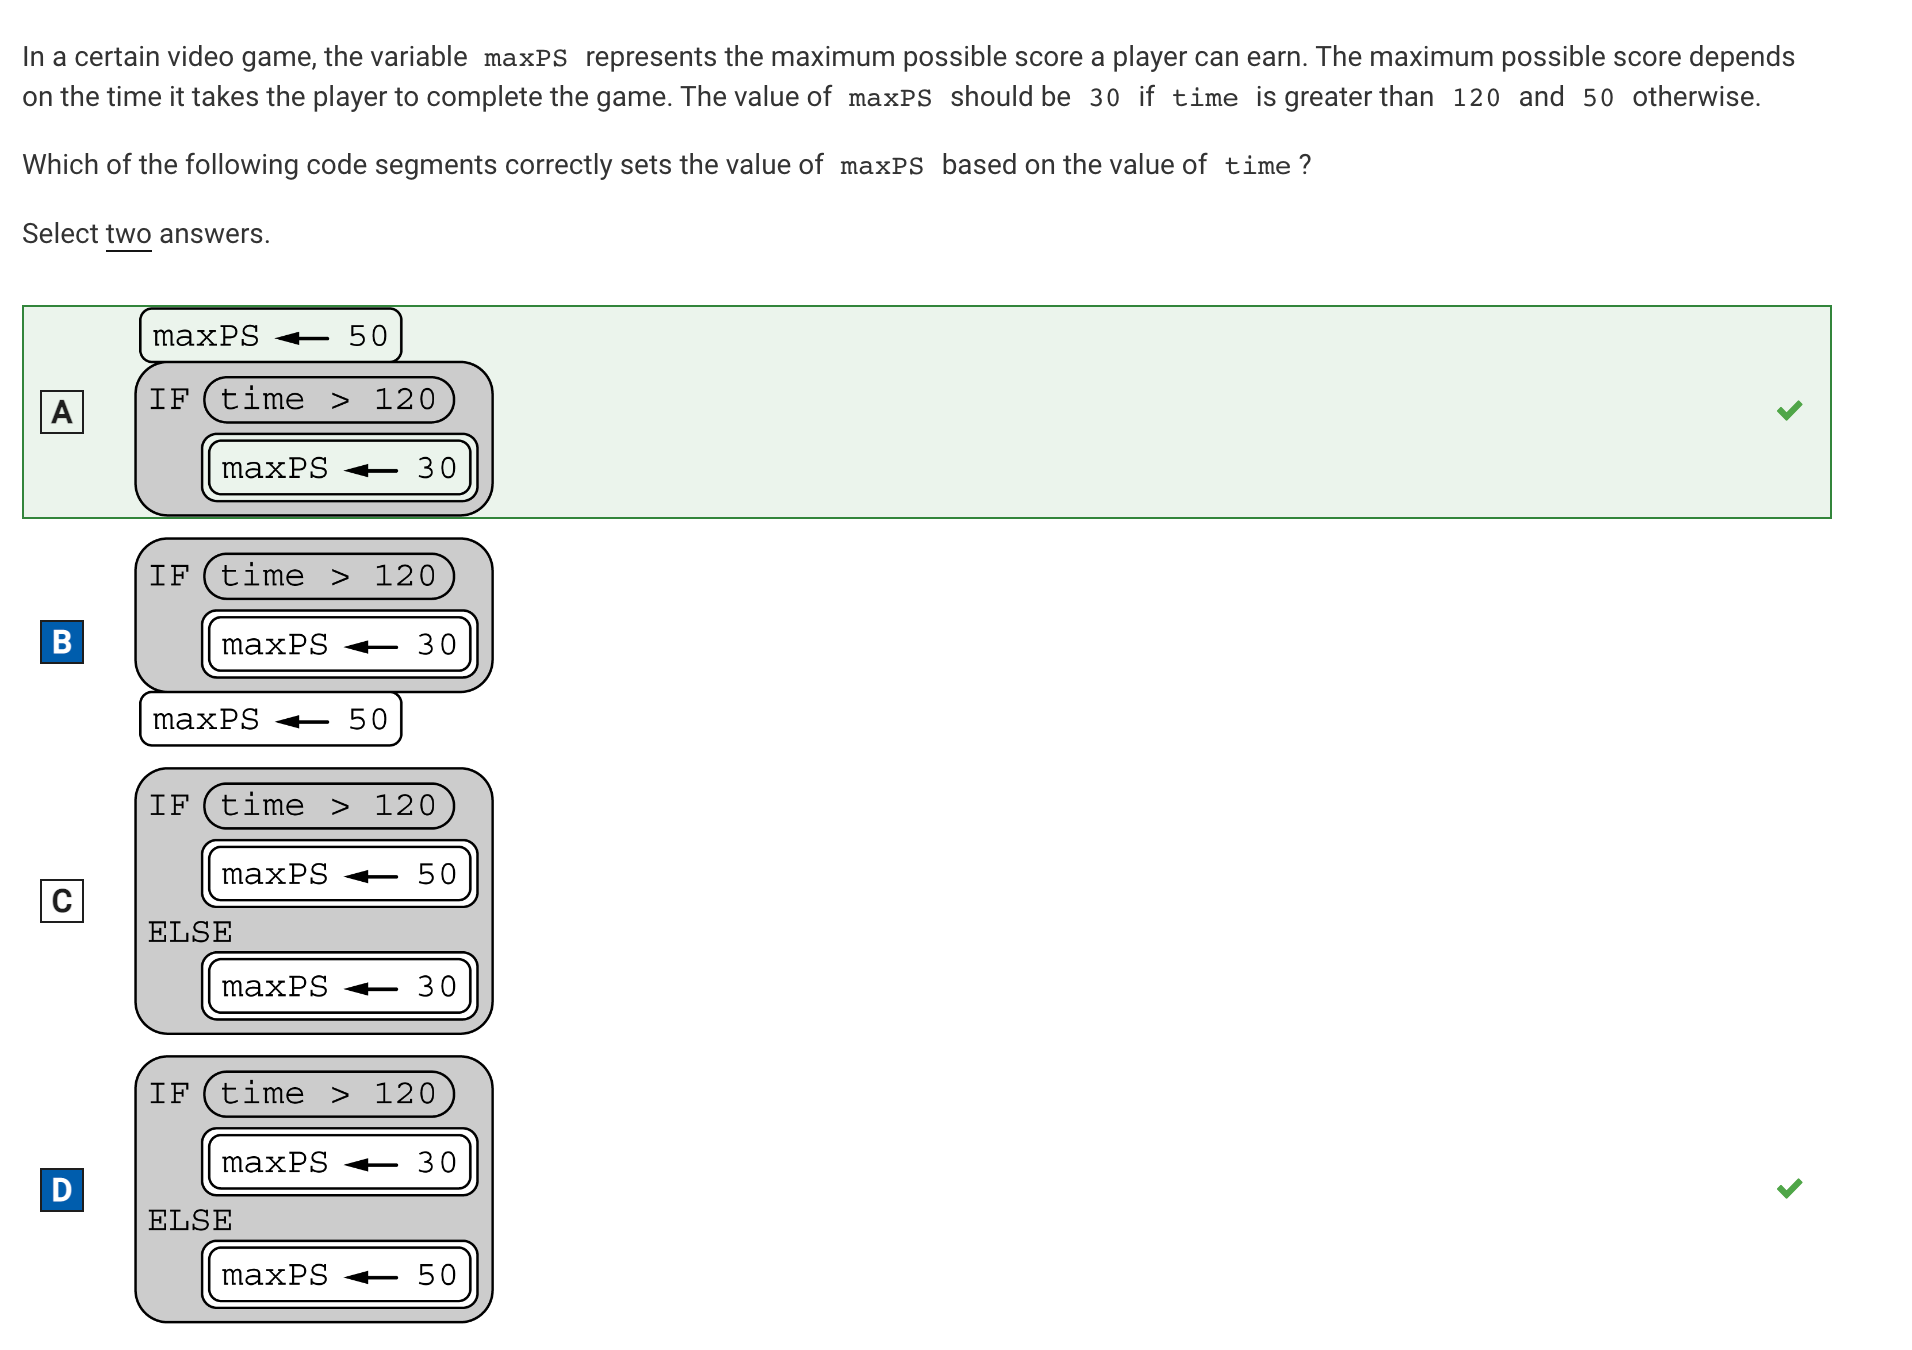 In a certain video game, the variable maxPS represents the maximum possible score a player can earn. The maximum possible score depends
on the time it takes the player to complete the game. The value of maxPS should be 30 if time is greater than 120 and 50 otherwise.
Which of the following code segments correctly sets the value of maxPS based on the value of time ?
Select two answers.
A
maxPS ← 50
IF time > 120
maxPS ← 30
B
IF time > 120
maxPS ← 30
maxPS ← 50
C
IF time > 120
maxPS ← 50
ELSE
maxPS ← 30
D
IF time > 120
maxPS ← 30
ELSE
maxPS ← 50